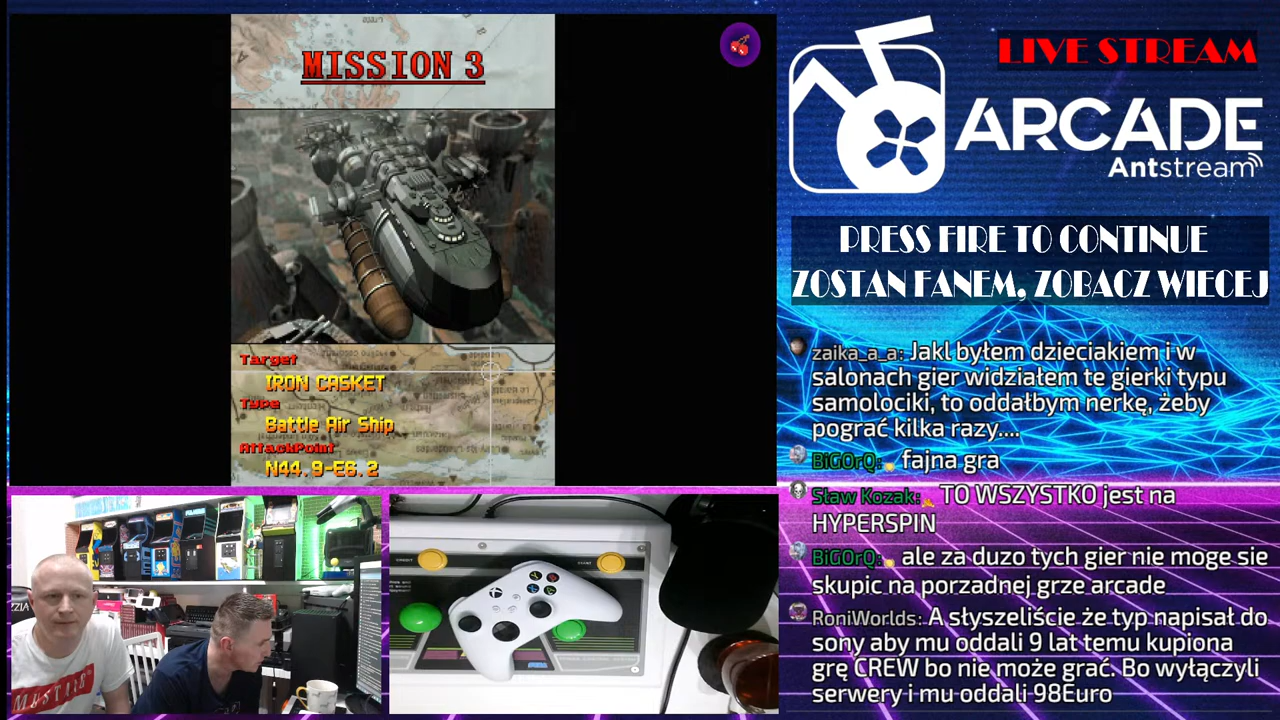 MISSION 3
Target
IRON CASKET
Type
Battle Air Ship
AttackPoint
N44.9-E6.2
LIVE STREAM
ARCADE
Antstream
PRESS FIRE TO CONTINUE
ZOSTAN FANEM, ZOBACZ WIECEJ
zaika_a_a: Jakl byłem dzieciakiem i w
salonach gier widziałem te gierki typu
samolociki, to oddałbym nerkę, żeby
pograć kilka razy....
BiGOrQ: fajna gra
Sław Kozak: TO WSZYSTKO jest na
HYPERSPIN
BiGOrQ: ale za duzo tych gier nie moge sie
skupic na porzadnej grze arcade
RoniWorlds: A słyszeliście że typ napisał do
sony aby mu oddali 9 lat temu kupiona
grę CREW bo nie może grać. Bo wyłączyli
serwery i mu oddali 98Euro
MUSTANG